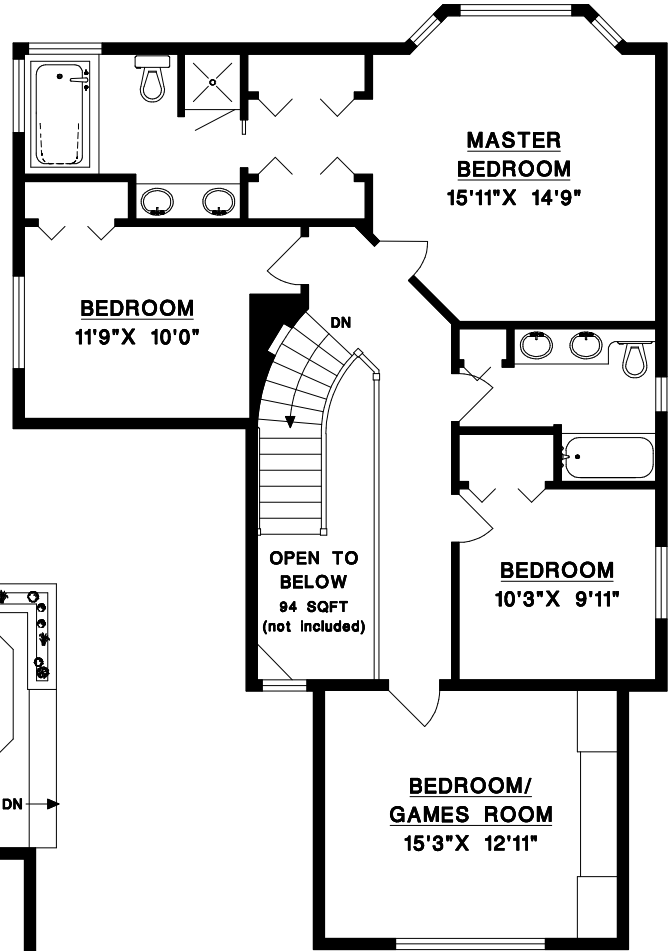 MASTER
BEDROOM
15'11"X 14'9"
BEDROOM
11'9"X 10'0"
DN
OPEN TO
BELOW
94 SQFT
(not included)
BEDROOM
10'3"X 9'11"
DN
BEDROOM/
GAMES ROOM
15'3"X 12'11"